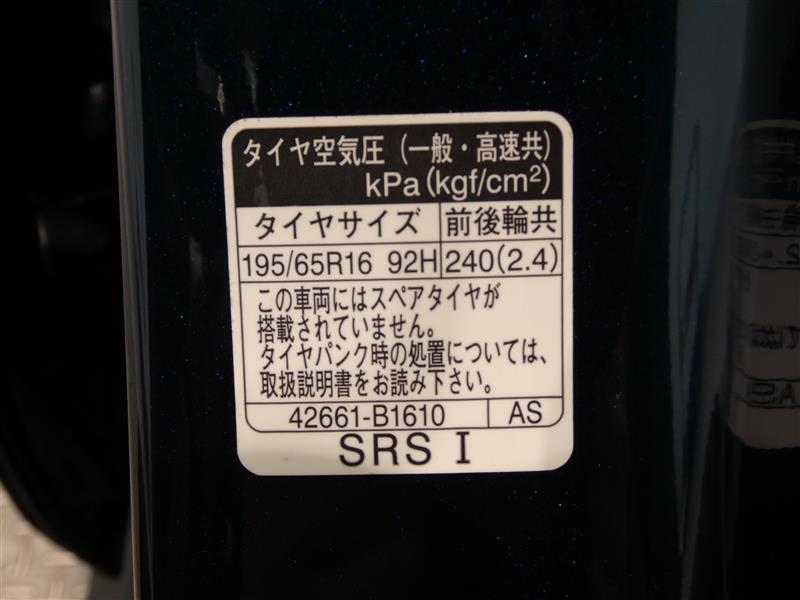 タイヤ空気圧（一般・高速共）
kPa(kgf/cm²)
タイヤサイズ 前後輪共
195/65R16 92H 240(2.4)
この車両にはスペアタイヤが
搭載されていません。
タイヤパンク時の処置については、
取扱説明書をお読み下さい。
42661-B1610 AS
SRS I